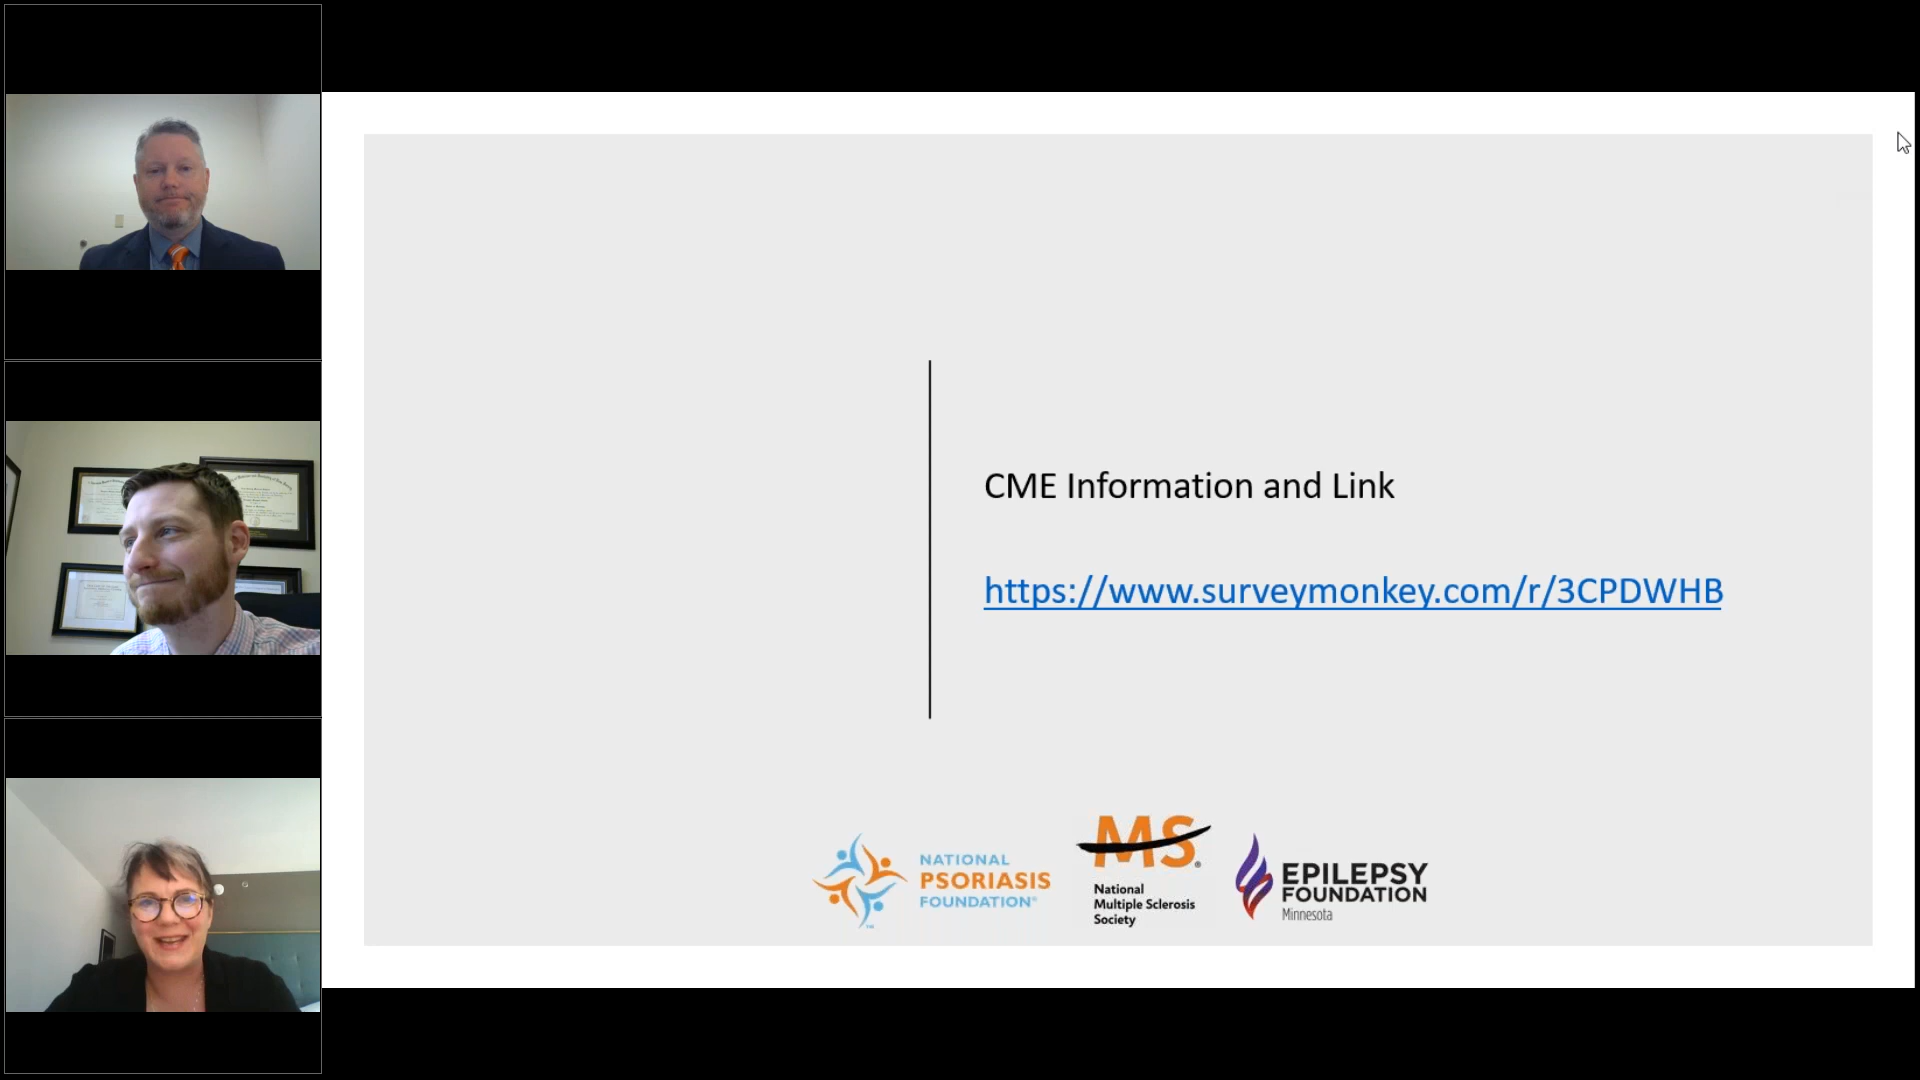 CME Information and Link
https://www.surveymonkey.com/r/3CPDWHB
NATIONAL
PSORIASIS
FOUNDATION®
™
MS®
National
Multiple Sclerosis
Society
EPILEPSY
FOUNDATION
Minnesota